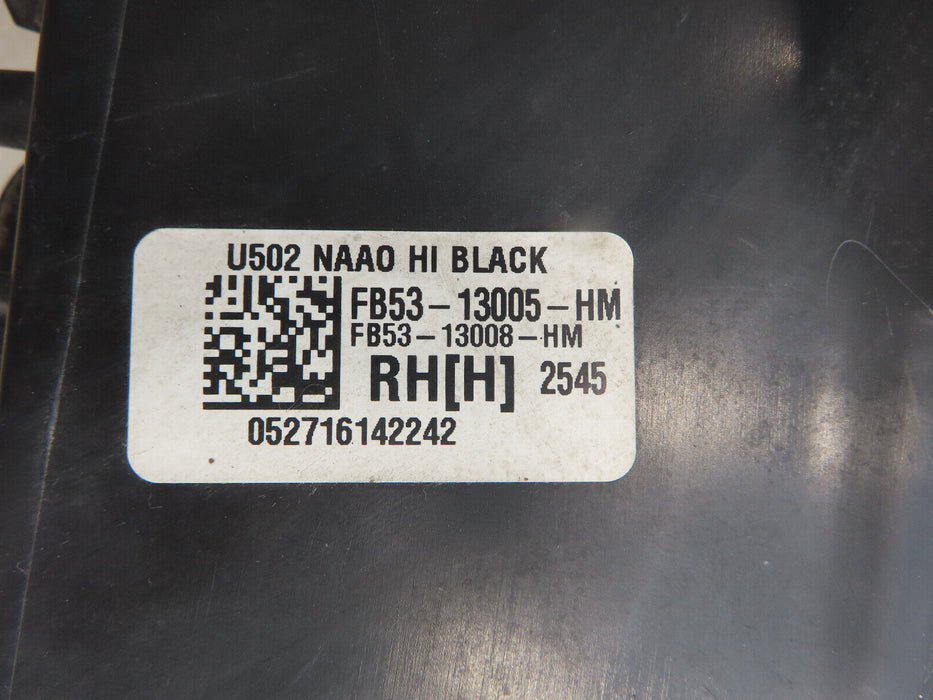 U502 NAAO HI BLACK
FB53-13005-HM
FB53-13008-HM
RH[H] 2545
052716142242